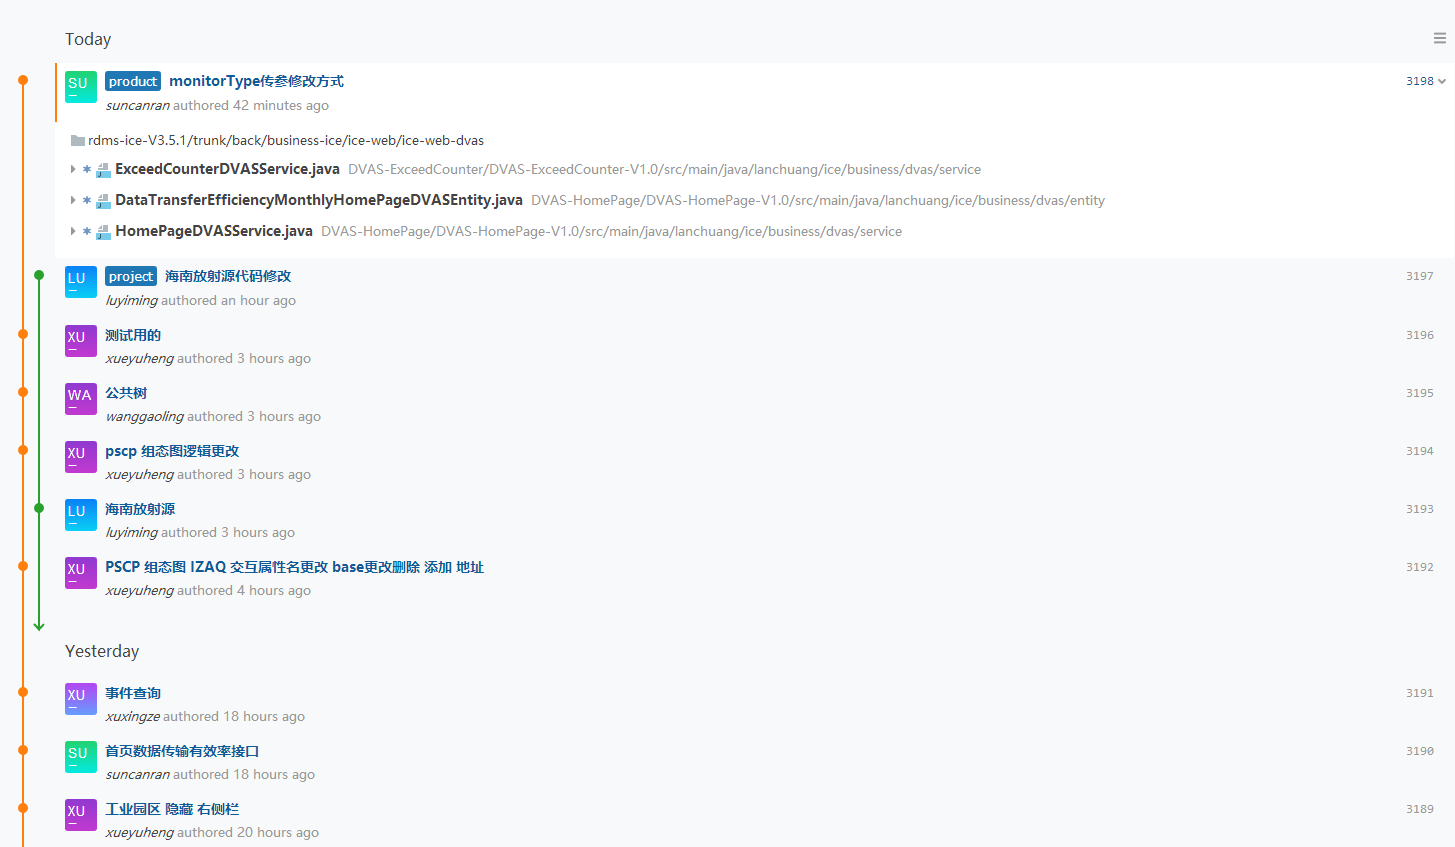 Today
SU product monitorType传参修改方式 3198
suncanran authored 42 minutes ago
rdms-ice-V3.5.1/trunk/back/business-ice/ice-web/ice-web-dvas
ExceedCounterDVASService.java DVAS-ExceedCounter/DVAS-ExceedCounter-V1.0/src/main/java/lanchuang/ice/business/dvas/service
DataTransferEfficiencyMonthlyHomePageDVASEntity.java DVAS-HomePage/DVAS-HomePage-V1.0/src/main/java/lanchuang/ice/business/dvas/entity
HomePageDVASService.java DVAS-HomePage/DVAS-HomePage-V1.0/src/main/java/lanchuang/ice/business/dvas/service
LU project 海南放射源代码修改 3197
luyiming authored an hour ago
XU 测试用的 3196
xueyuheng authored 3 hours ago
WA 公共树 3195
wanggaoling authored 3 hours ago
XU pscp 组态图逻辑更改 3194
xueyuheng authored 3 hours ago
LU 海南放射源 3193
luyiming authored 3 hours ago
XU PSCP 组态图 IZAQ 交互属性名更改 base更改删除 添加 地址 3192
xueyuheng authored 4 hours ago
Yesterday
XU 事件查询 3191
xuxingze authored 18 hours ago
SU 首页数据传输有效率接口 3190
suncanran authored 18 hours ago
XU 工业园区 隐藏 右侧栏 3189
xueyuheng authored 20 hours ago